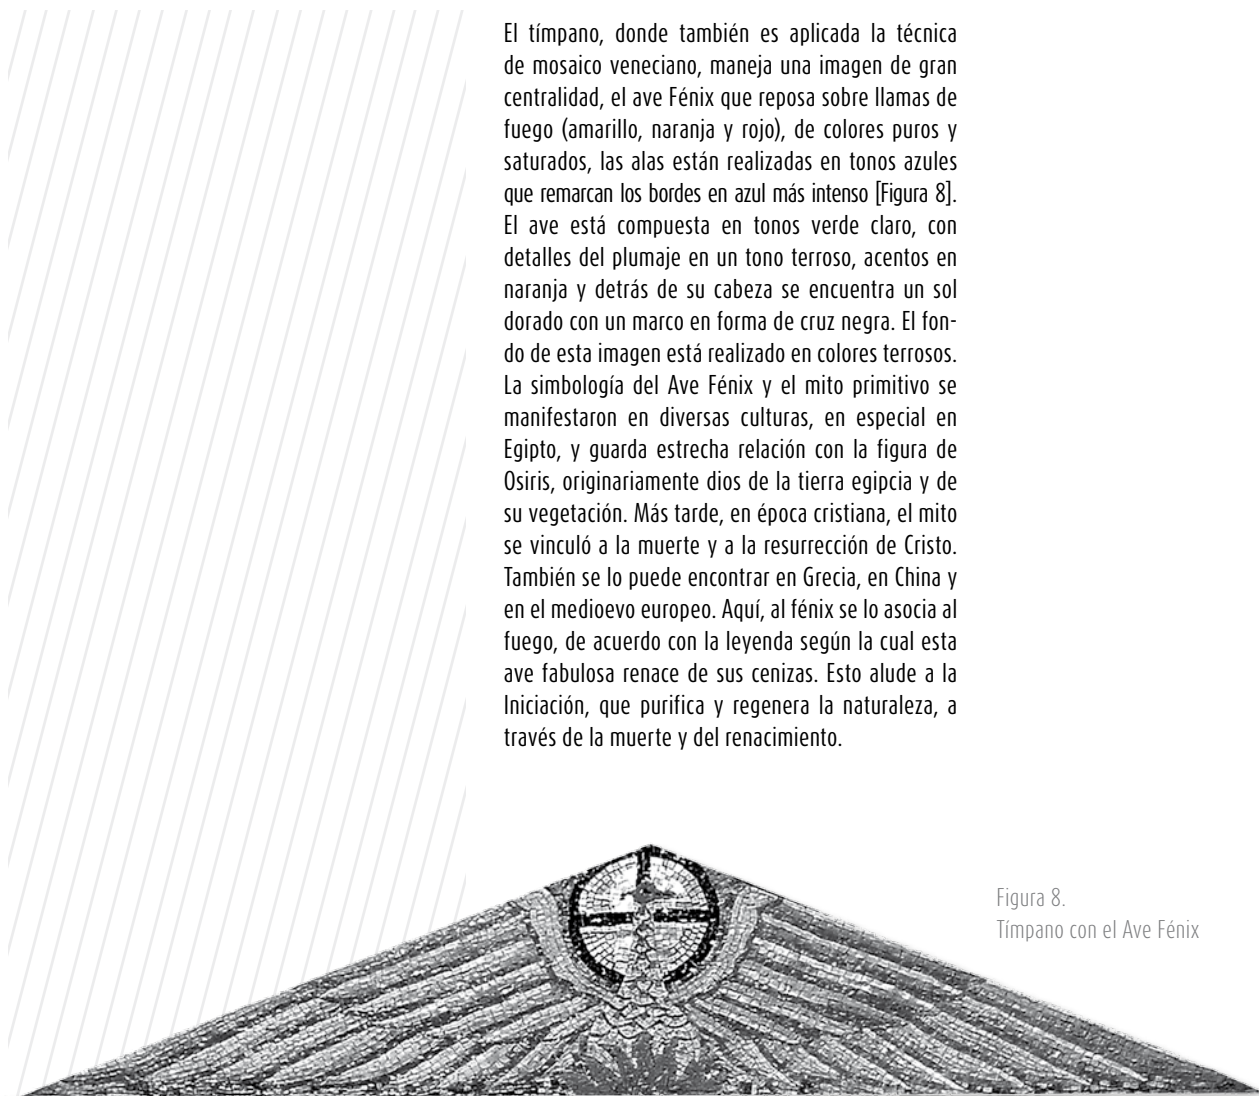 El tímpano, donde también es aplicada la técnica
de mosaico veneciano, maneja una imagen de gran
centralidad, el ave Fénix que reposa sobre llamas de
fuego (amarillo, naranja y rojo), de colores puros y
saturados, las alas están realizadas en tonos azules
que remarcan los bordes en azul más intenso [Figura 8].
El ave está compuesta en tonos verde claro, con
detalles del plumaje en un tono terroso, acentos en
naranja y detrás de su cabeza se encuentra un sol
dorado con un marco en forma de cruz negra. El fon-
do de esta imagen está realizado en colores terrosos.
La simbología del Ave Fénix y el mito primitivo se
manifestaron en diversas culturas, en especial en
Egipto, y guarda estrecha relación con la figura de
Osiris, originariamente dios de la tierra egipcia y de
su vegetación. Más tarde, en época cristiana, el mito
se vinculó a la muerte y a la resurrección de Cristo.
También se lo puede encontrar en Grecia, en China y
en el medioevo europeo. Aquí, al fénix se lo asocia al
fuego, de acuerdo con la leyenda según la cual esta
ave fabulosa renace de sus cenizas. Esto alude a la
Iniciación, que purifica y regenera la naturaleza, a
través de la muerte y del renacimiento.
Figura 8.
Tímpano con el Ave Fénix